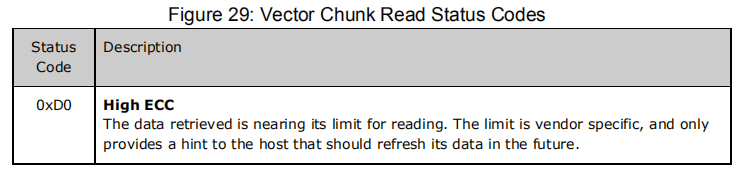 Figure 29: Vector Chunk Read Status Codes
Status Code
Description
0xD0
High ECC
The data retrieved is nearing its limit for reading. The limit is vendor specific, and only
provides a hint to the host that should refresh its data in the future.